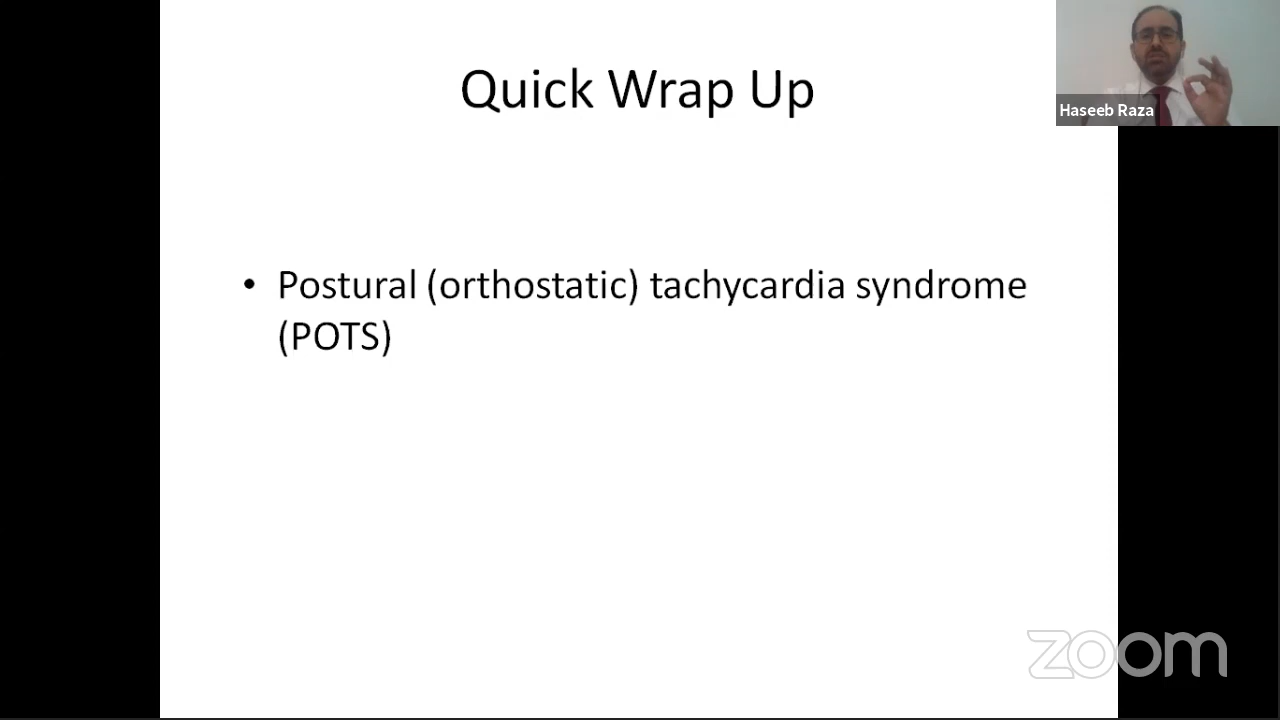 Quick Wrap Up
Haseeb Raza
• Postural (orthostatic) tachycardia syndrome
(POTS)
zoom